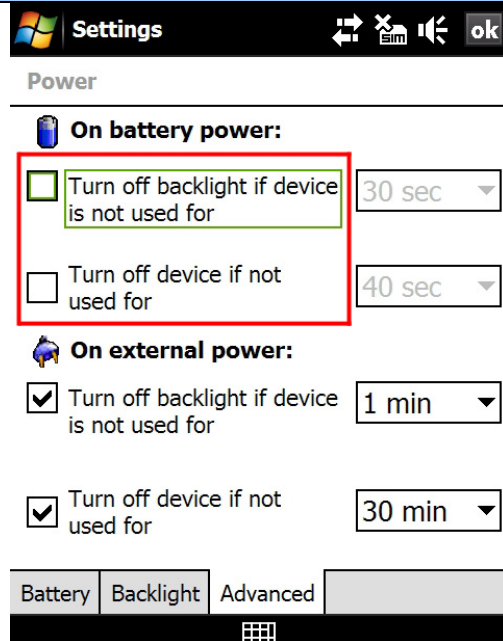 Settings
sim
ok
Power
On battery power:
Turn off backlight if device
is not used for
30 sec
Turn off device if not
used for
40 sec
On external power:
Turn off backlight if device
is not used for
1 min
Turn off device if not
used for
30 min
Battery Backlight Advanced